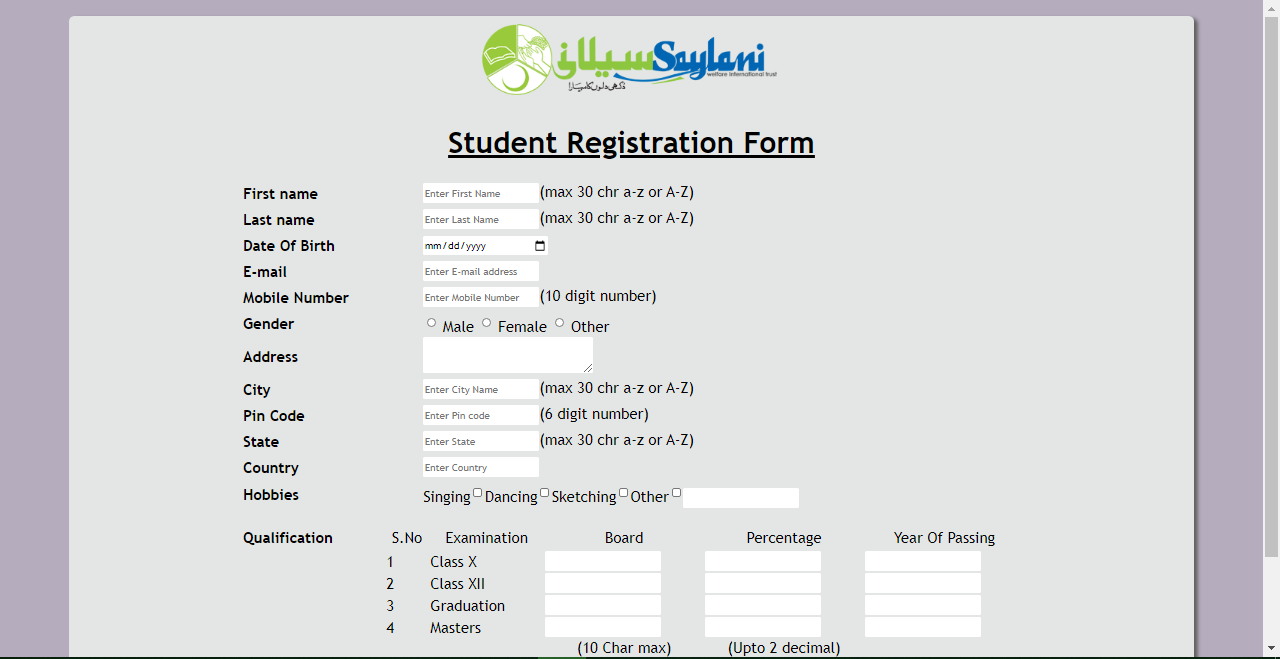 سیلانی Saylani
welfare international trust
Student Registration Form
First name Enter First Name (max 30 chr a-z or A-Z)
Last name Enter Last Name (max 30 chr a-z or A-Z)
Date Of Birth mm/dd/yyyy
E-mail Enter E-mail address
Mobile Number Enter Mobile Number (10 digit number)
Gender Male Female Other
Address
City Enter City Name (max 30 chr a-z or A-Z)
Pin Code Enter Pin code (6 digit number)
State Enter State (max 30 chr a-z or A-Z)
Country Enter Country
Hobbies Singing Dancing Sketching Other
Qualification S.No Examination Board Percentage Year Of Passing
1 Class X
2 Class XII
3 Graduation
4 Masters
(10 Char max) (Upto 2 decimal)